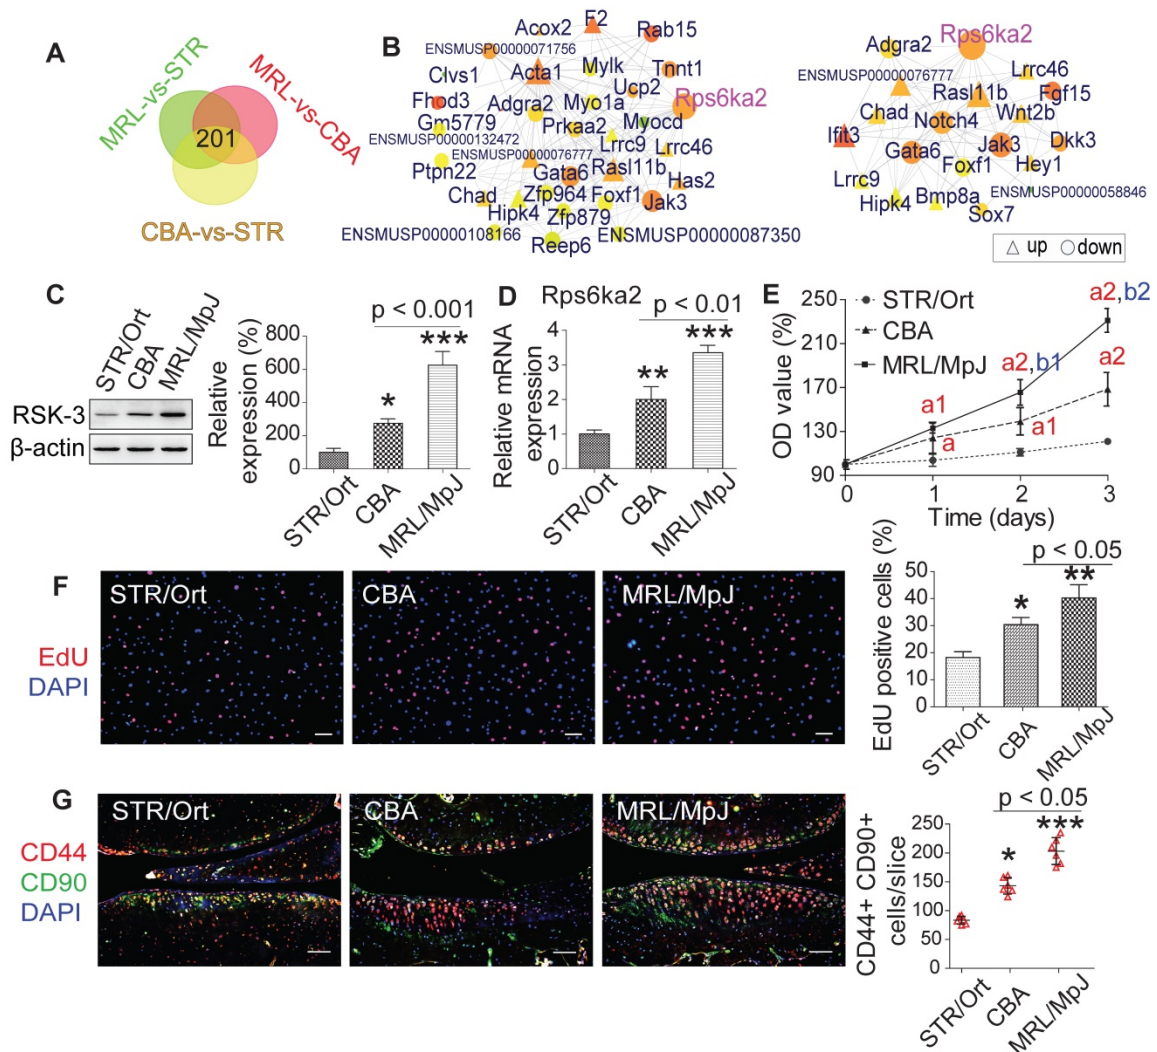 A
MRL-vs-STR
MRL-vs-CBA
201
CBA-vs-STR
B
Acox2
F2
Rab15
ENSMUSP00000071756
Clvs1
Acta1
Mylk
Tnnt1
Fhod3
Ucp2
Adgra2
Myo1a
Rps6ka2
Gm5779
Prkaa2
Myocd
ENSMUSP00000132472
Lrrc9
ENSMUSP00000076777
Lrrc46
Ptpn22
Gata6
Rasl11b
Chad
Zfp964
Foxf1
Has2
Hipk4
Zfp879
Jak3
ENSMUSP00000108166
Reep6
ENSMUSP00000087350
Adgra2
Rps6ka2
ENSMUSP00000076777
Lrrc46
Rasl11b
Fgf15
Chad
Notch4
Wnt2b
Ifit3
Gata6
Jak3
Dkk3
Lrrc9
Foxf1
Hey1
Hipk4
Bmp8a
ENSMUSP00000058846
Sox7
up down
C
STR/Ort
CBA
MRL/MpJ
RSK-3
β-actin
Relative
expression (%)
800
600
400
200
0
p < 0.001
*
***
STR/Ort
CBA
MRL/MpJ
D
Rps6ka2
Relative mRNA
expression
4
3
2
1
0
p < 0.01
**
***
STR/Ort
CBA
MRL/MpJ
E
OD value (%)
250
210
170
130
90
STR/Ort
CBA
MRL/MpJ
a1
a
a2,b1
a1
a2,b2
a2
0 1 2 3
Time (days)
F
EdU
DAPI
STR/Ort
CBA
MRL/MpJ
EdU positive cells (%)
50
40
30
20
10
0
p < 0.05
*
**
STR/Ort
CBA
MRL/MpJ
G
CD44
CD90
DAPI
STR/Ort
CBA
MRL/MpJ
CD44+ CD90+
cells/slice
250
200
150
100
50
0
p < 0.05
*
***
STR/Ort
CBA
MRL/MpJ